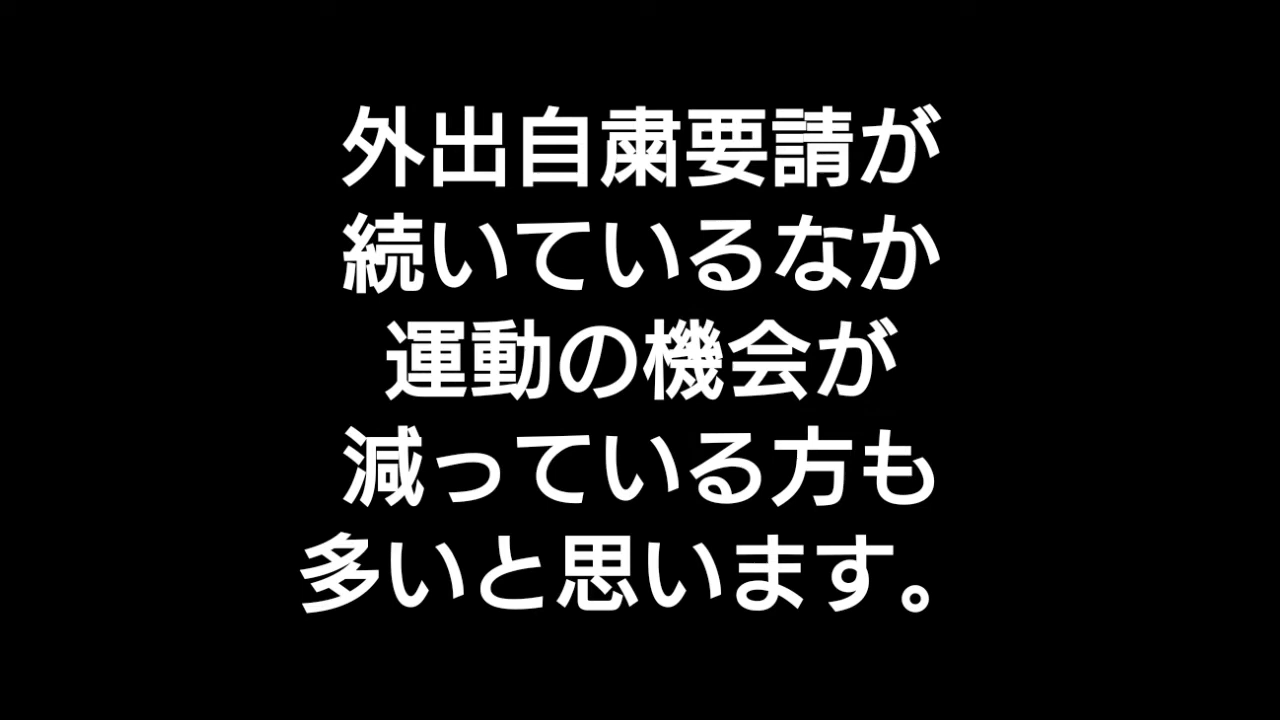 外出自粛要請が
続いているなか
運動の機会が
減っている方も
多いと思います。